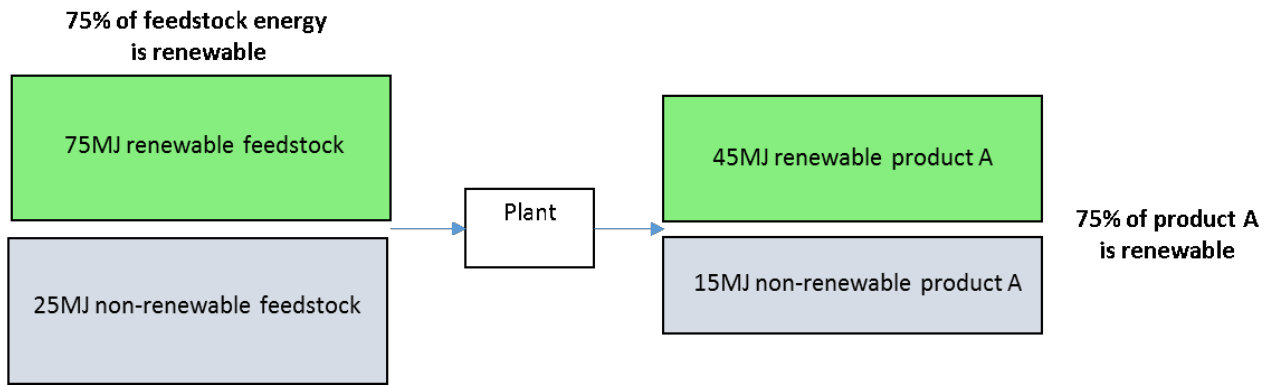 75% of feedstock energy
is renewable
75MJ renewable feedstock
25MJ non-renewable feedstock
Plant
45MJ renewable product A
15MJ non-renewable product A
75% of product A
is renewable